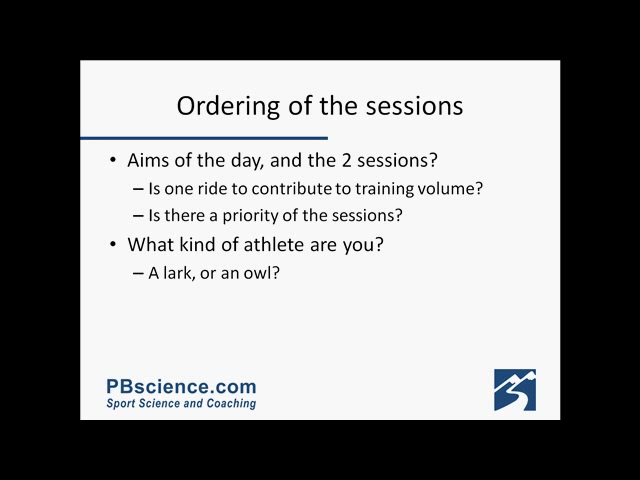 Ordering of the sessions
• Aims of the day, and the 2 sessions?
– Is one ride to contribute to training volume?
– Is there a priority of the sessions?
• What kind of athlete are you?
– A lark, or an owl?
PBscience.com
Sport Science and Coaching